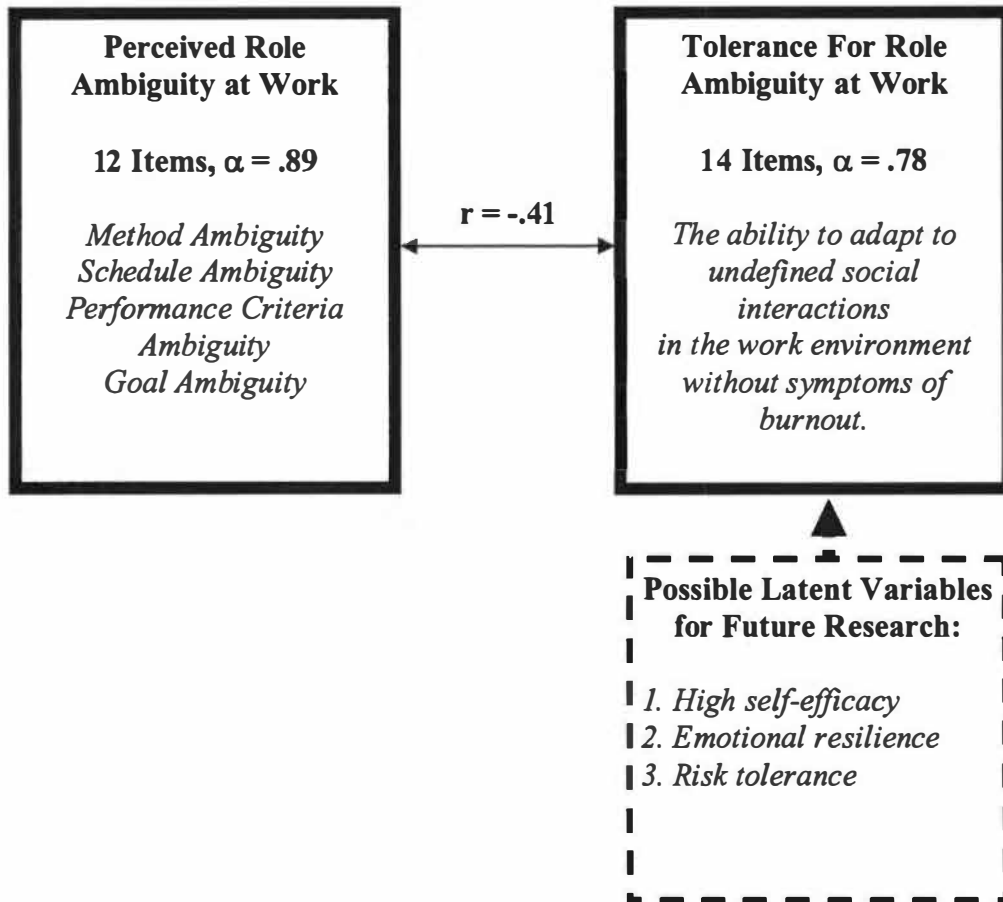 Perceived Role
Ambiguity at Work
12 Items, α = .89
Method Ambiguity
Schedule Ambiguity
Performance Criteria
Ambiguity
Goal Ambiguity
r = -.41
Tolerance For Role
Ambiguity at Work
14 Items, α = .78
The ability to adapt to
undefined social
interactions
in the work environment
without symptoms of
burnout.
Possible Latent Variables
for Future Research:
1. High self-efficacy
2. Emotional resilience
3. Risk tolerance